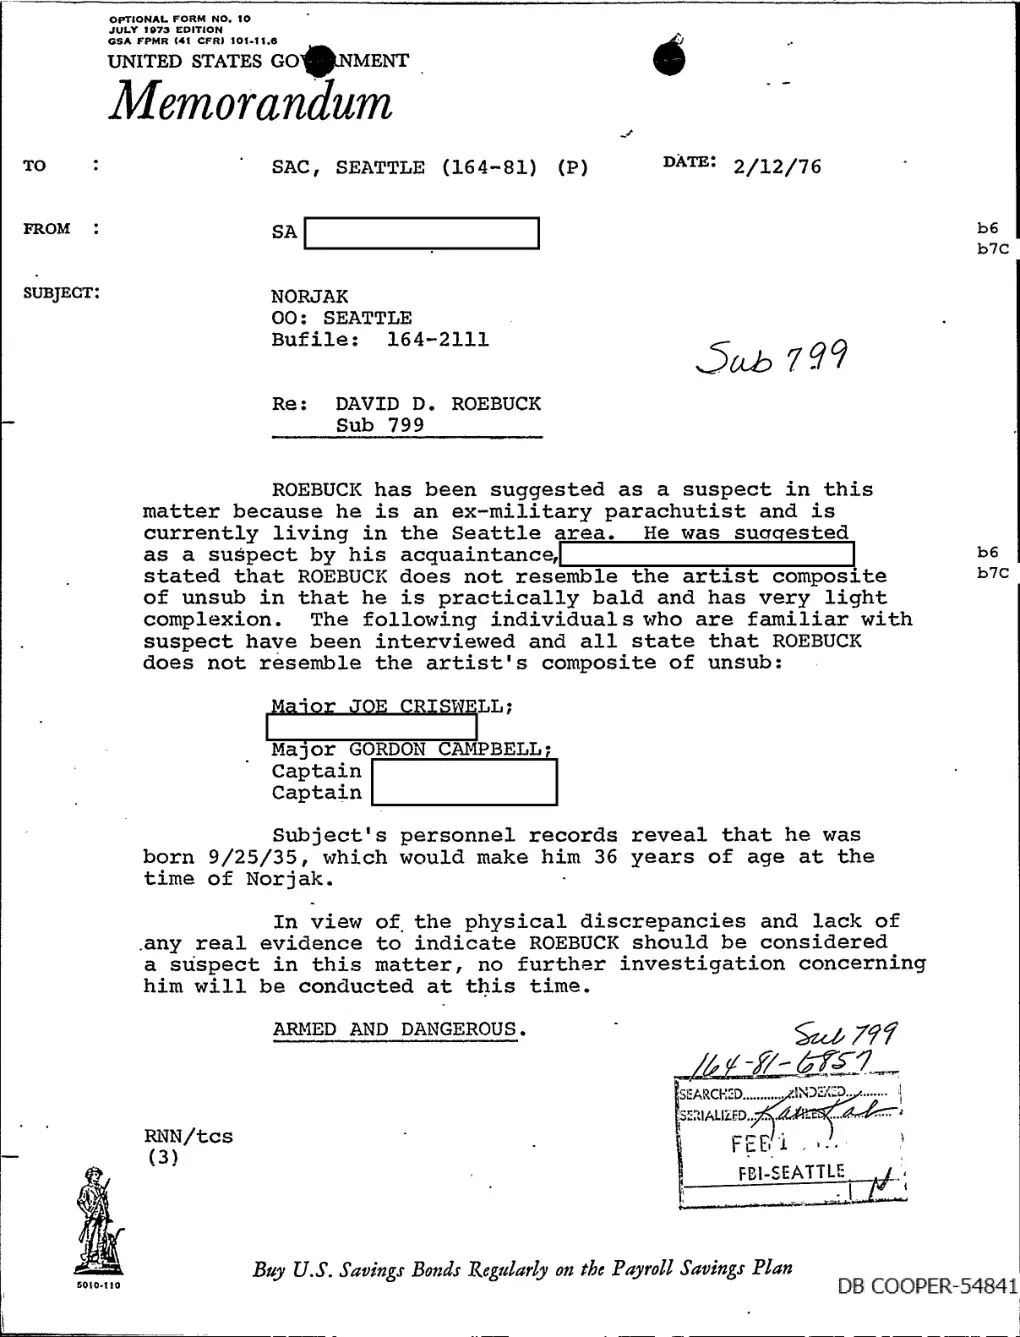 OPTIONAL FORM NO. 10
JULY 1973 EDITION
GSA FPMR (41 CFR) 101-11.6
UNITED STATES GO NMENT
Memorandum
TO : SAC, SEATTLE (164-81) (P) DATE: 2/12/76
FROM : SA b6
b7C
SUBJECT: NORJAK
OO: SEATTLE
Bufile: 164-2111
Sub 799
Re: DAVID D. ROEBUCK
Sub 799
ROEBUCK has been suggested as a suspect in this
matter because he is an ex-military parachutist and is
currently living in the Seattle area. He was suggested
as a suspect by his acquaintance, b6
stated that ROEBUCK does not resemble the artist composite b7C
of unsub in that he is practically bald and has very light
complexion. The following individuals who are familiar with
suspect have been interviewed and all state that ROEBUCK
does not resemble the artist's composite of unsub:
Major JOE CRISWELL;
Major GORDON CAMPBELL;
Captain
Captain
Subject's personnel records reveal that he was
born 9/25/35, which would make him 36 years of age at the
time of Norjak.
In view of the physical discrepancies and lack of
any real evidence to indicate ROEBUCK should be considered
a suspect in this matter, no further investigation concerning
him will be conducted at this time.
ARMED AND DANGEROUS.
Sub 799
164-81-6857
SEARCHED...........INDEXED...........
SERIALIZED...
FEB 1
FBI-SEATTLE
RNN/tcs
(3)
5010-110
Buy U.S. Savings Bonds Regularly on the Payroll Savings Plan
DB COOPER-54841